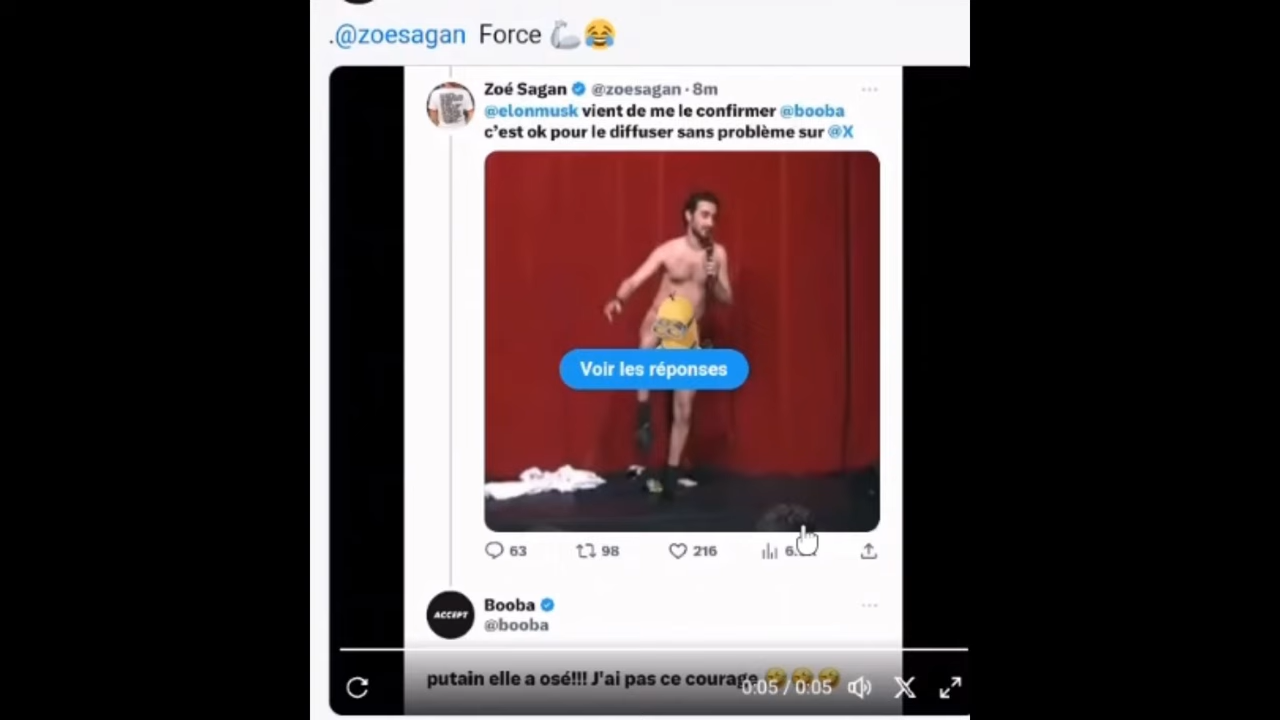 .@zoesagan Force 🦾😂
Zoé Sagan @zoesagan · 8m
@elonmusk vient de me le confirmer @booba
c'est ok pour le diffuser sans problème sur @X
Voir les réponses
63 98 216
Booba
@booba
ACCEPT
putain elle a osé!!! J'ai pas ce courage
0:05 / 0:05